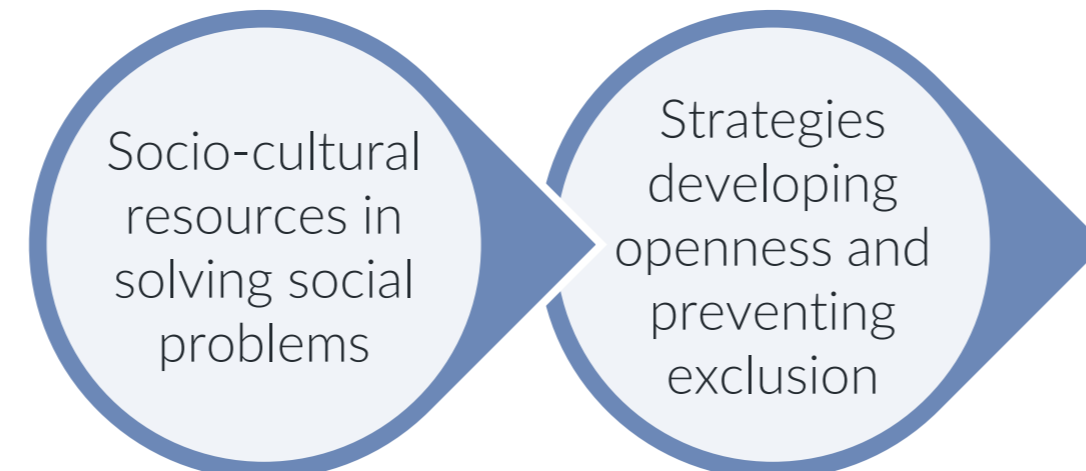 Socio-cultural
resources in
solving social
problems
Strategies
developing
openness and
preventing
exclusion